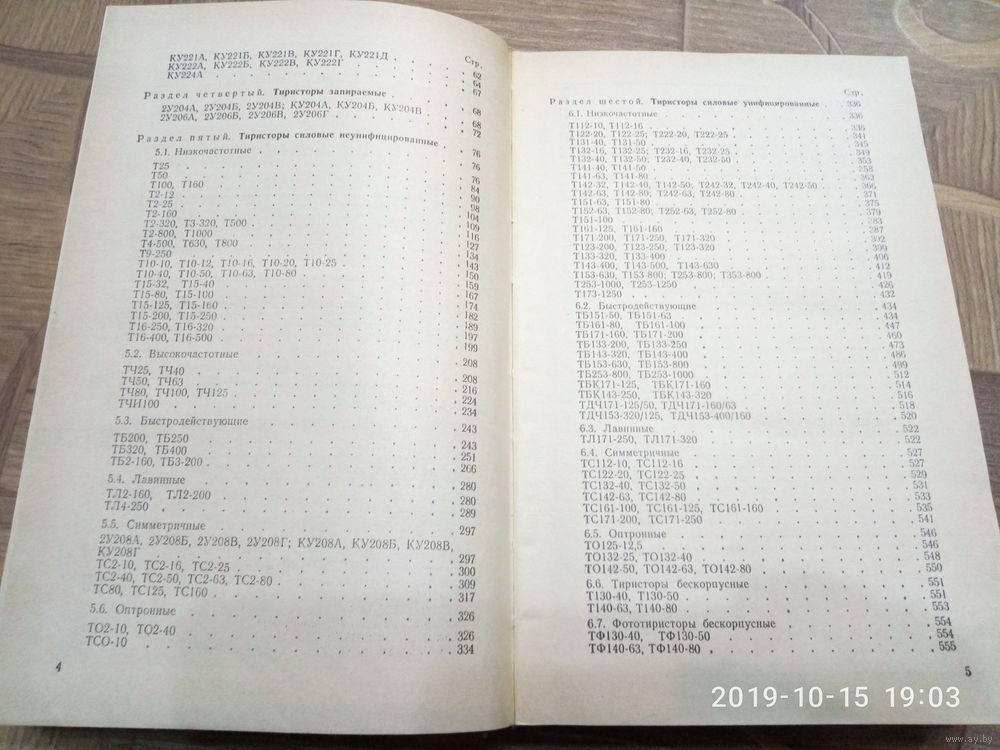 Стр.
КУ221А, КУ221Б, КУ221В, КУ221Г, КУ221Д 62
КУ222А, КУ222Б, КУ222В, КУ222Г 64
КУ224А 67
Раздел четвертый. Тиристоры запираемые 68
2У204А, 2У204Б, 2У204В; КУ204А, КУ204Б, КУ204В 68
2У206А, 2У206Б, 2У206В, 2У206Г 72
Раздел пятый. Тиристоры силовые неунифицированные 76
5.1. Низкочастотные 76
Т25 76
Т50 84
Т100, Т160 90
Т2-12 98
Т2-25 104
Т2-160 109
Т2-320, Т3-320, Т500 116
Т2-800, Т1000 127
Т4-500, Т630, Т800 134
Т9-250 143
Т10-10, Т10-12, Т10-16, Т10-20, Т10-25 150
Т10-40, Т10-50, Т10-63, Т10-80 159
Т15-32, Т15-40 167
Т15-80, Т15-100 174
Т15-125, Т15-160 182
Т15-200, Т15-250 189
Т16-250, Т16-320 197
Т16-400, Т16-500 199
5.2. Высокочастотные 208
ТЧ25, ТЧ40 208
ТЧ50, ТЧ63 216
ТЧ80, ТЧ100, ТЧ125 224
ТЧИ100 234
5.3. Быстродействующие 243
ТБ200, ТБ250 243
ТБ320, ТБ400 251
ТБ2-160, ТБ3-200 266
5.4. Лавинные 280
ТЛ2-160, ТЛ2-200 280
ТЛ4-250 289
5.5. Симметричные 297
2У208А, 2У208Б, 2У208В, 2У208Г; КУ208А, КУ208Б, КУ208В,
КУ208Г 297
ТС2-10, ТС2-16, ТС2-25 300
ТС2-40, ТС2-50, ТС2-63, ТС2-80 309
ТС80, ТС125, ТС160 317
5.6. Оптронные 326
ТО2-10, ТО2-40 326
ТСО-10 334
4
Стр.
Раздел шестой. Тиристоры силовые унифицированные 336
6.1. Низкочастотные 336
Т112-10, Т112-16 336
Т122-20, Т122-25; Т222-20, Т222-25 341
Т131-40, Т131-50 345
Т132-16, Т132-25; Т232-16, Т232-25 349
Т132-40, Т132-50; Т232-40, Т232-50 353
Т141-40, Т141-50 358
Т141-63, Т141-80 362
Т142-32, Т142-40, Т142-50; Т242-32, Т242-40, Т242-50 366
Т142-63, Т142-80; Т242-63, Т242-80 371
Т151-63, Т151-80 375
Т152-63, Т152-80; Т252-63, Т252-80 379
Т151-100 383
Т161-125, Т161-160 387
Т171-200, Т171-250, Т171-320 392
Т123-200, Т123-250, Т123-320 399
Т133-320, Т133-400 406
Т143-400, Т143-500, Т143-630 412
Т153-630, Т153-800; Т253-800; Т353-800 419
Т253-1000, Т253-1250 426
Т173-1250 432
6.2. Быстродействующие 434
ТБ151-50, ТБ151-63 434
ТБ161-80, ТБ161-100 447
ТБ171-160, ТБ171-200 460
ТБ133-200, ТБ133-250 473
ТБ143-320, ТБ143-400 486
ТБ153-630, ТБ153-800 499
ТБ253-800, ТБ253-1000 512
ТБК171-125, ТБК171-160 514
ТБК143-250, ТБК143-320 516
ТДЧ171-125/50, ТДЧ171-160/63 518
ТДЧ153-320/125, ТДЧ153-400/160 520
6.3. Лавинные 522
ТЛ171-250, ТЛ171-320 522
6.4. Симметричные 527
ТС112-10, ТС112-16 527
ТС122-20, ТС122-25 529
ТС132-40, ТС132-50 531
ТС142-63, ТС142-80 533
ТС161-100, ТС161-125, ТС161-160 535
ТС171-200, ТС171-250 541
6.5. Оптронные 546
ТО125-12,5 546
ТО132-25, ТО132-40 548
ТО142-50, ТО142-63, ТО142-80 550
6.6. Тиристоры бескорпусные 551
Т130-40, Т130-50 551
Т140-63, Т140-80 553
6.7. Фототиристоры бескорпусные 554
ТФ130-40, ТФ130-50 554
ТФ140-63, ТФ140-80 555
5
2019-10-15 19:03
www.ay.by